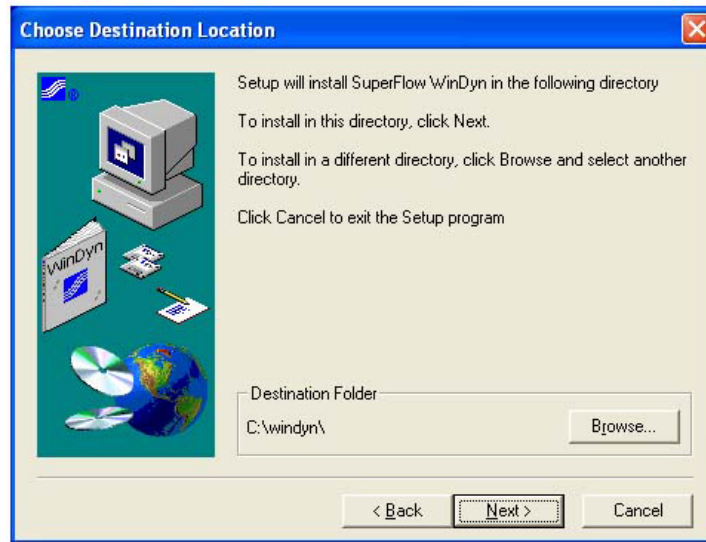 Choose Destination Location
®
WinDyn
Setup will install SuperFlow WinDyn in the following directory
To install in this directory, click Next.
To install in a different directory, click Browse and select another
directory.
Click Cancel to exit the Setup program
Destination Folder
C:\windyn\
Browse...
< Back
Next >
Cancel